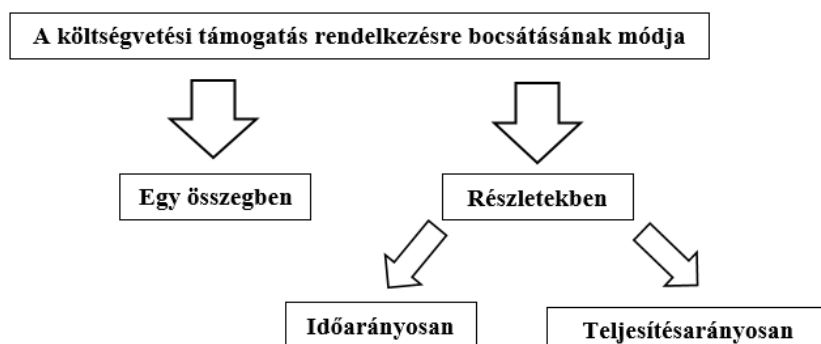 A költségvetési támogatás rendelkezésre bocsátásának módja
Egy összegben
Részletekben
Időarányosan
Teljesítésarányosan